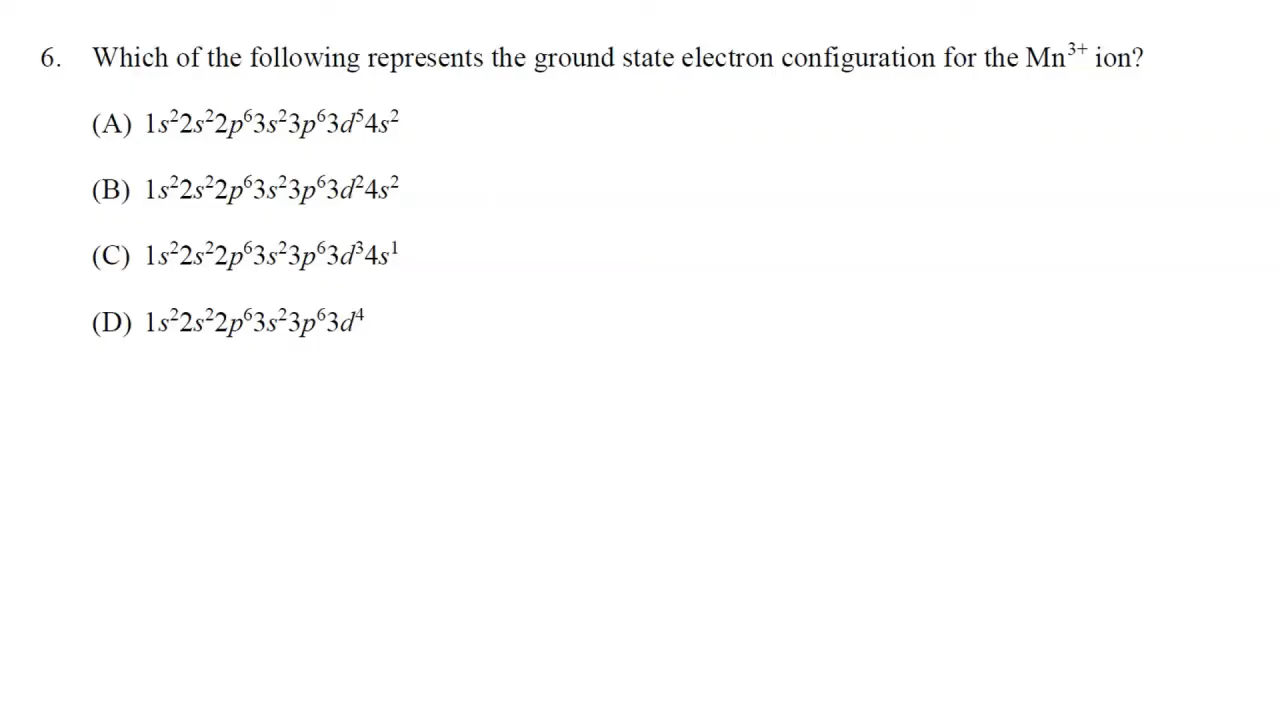 6. Which of the following represents the ground state electron configuration for the Mn³⁺ ion?
(A) 1s²2s²2p⁶3s²3p⁶3d⁵4s²
(B) 1s²2s²2p⁶3s²3p⁶3d²4s²
(C) 1s²2s²2p⁶3s²3p⁶3d³4s¹
(D) 1s²2s²2p⁶3s²3p⁶3d⁴